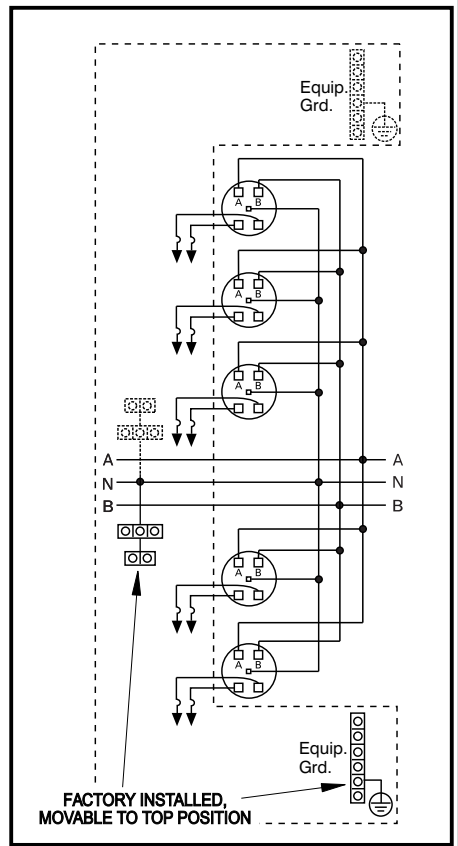 Equip.
Grd.
A B
A B
A B
A A
N N
B B
A B
A B
Equip.
Grd.
FACTORY INSTALLED,
MOVABLE TO TOP POSITION